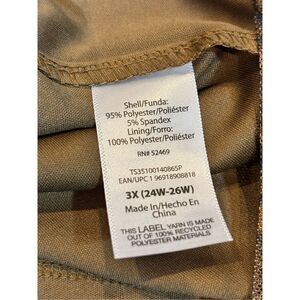 Shell/Funda:
95% Polyester/Poliéster
5% Spandex
Lining/Forro:
100% Polyester/Poliéster
RN# 52469
TS35100140865P
EAN/UPC 1 96918908818
3X (24W-26W)
Made In/Hecho En
China
THIS LABEL YARN IS MADE
OUT OF 100% RECYCLED
POLYESTER MATERIALS